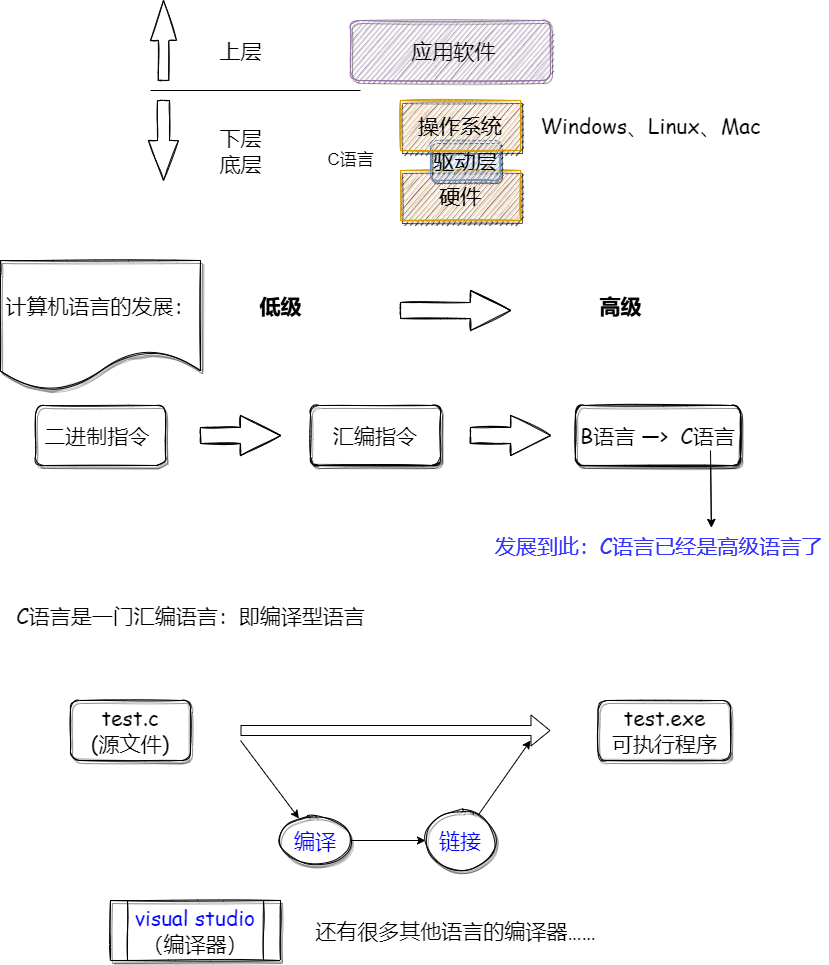 上层
应用软件
下层
底层
C语言
操作系统
Windows、Linux、Mac
驱动层
硬件
计算机语言的发展：
低级
高级
二进制指令
汇编指令
B语言 —> C语言
发展到此：C语言已经是高级语言了
C语言是一门汇编语言：即编译型语言
test.c
(源文件)
test.exe
可执行程序
编译
链接
visual studio
（编译器）
还有很多其他语言的编译器......